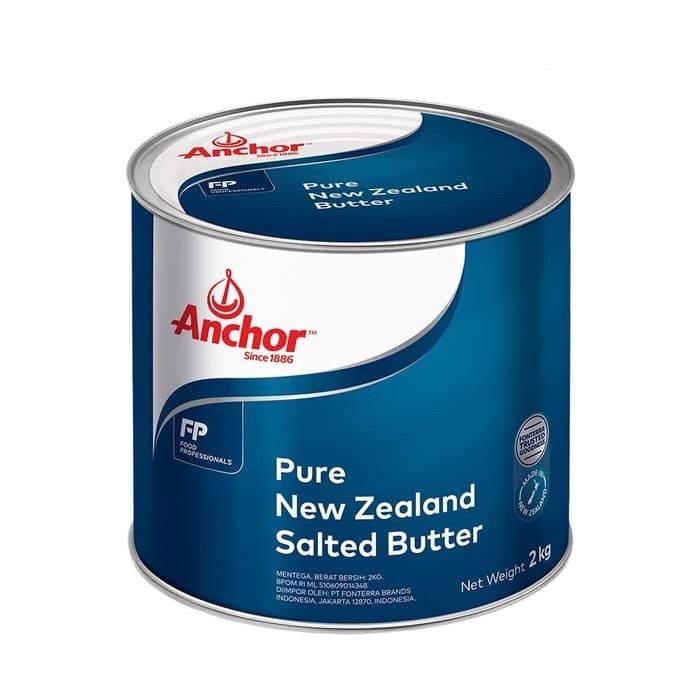 Anchor
Since 1886
FP
FOOD
PROFESSIONALS
Pure
New Zealand
Butter
Anchor™
Since 1886
FP
FOOD
PROFESSIONALS
Pure
New Zealand
Salted Butter
FONTERRA
TRUSTED
GOODNESS
MADE IN
NEW ZEALAND
MENTEGA. BERAT BERSIH: 2KG.
BPOM RI ML 510609014348
DIIMPOR OLEH: PT FONTERRA BRANDS
INDONESIA, JAKARTA 12870, INDONESIA.
Net Weight 2kg